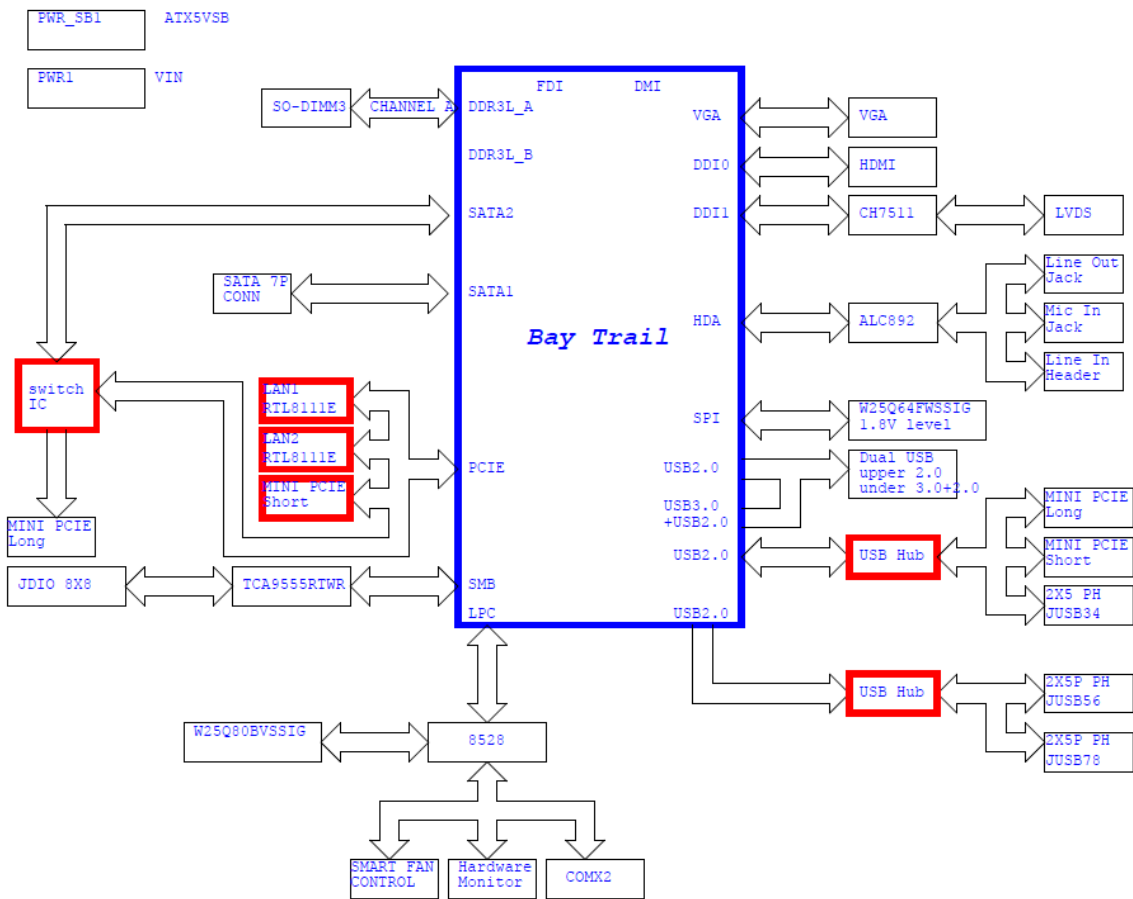 PWR_SB1 ATX5VSB
PWR1 VIN
FDI DMI
SO-DIMM3 CHANNEL A DDR3L_A
DDR3L_B
SATA2
SATA 7P
CONN
SATA1
switch
IC
LAN1
RTL8111E
LAN2
RTL8111E
MINI PCIE
Short
PCIE
MINI PCIE
Long
JDIO 8X8
TCA9555RTWR
SMB
LPC
Bay Trail
VGA
VGA
DDI0
HDMI
DDI1
CH7511
LVDS
HDA
ALC892
Line Out
Jack
Mic In
Jack
Line In
Header
SPI
W25Q64FWSSIG
1.8V level
USB2.0
USB3.0
+USB2.0
Dual USB
upper 2.0
under 3.0+2.0
USB2.0
USB Hub
MINI PCIE
Long
MINI PCIE
Short
2X5 PH
JUSB34
USB2.0
USB Hub
2X5P PH
JUSB56
2X5P PH
JUSB78
W25Q80BVSSIG
8528
SMART FAN
CONTROL
Hardware
Monitor
COMX2